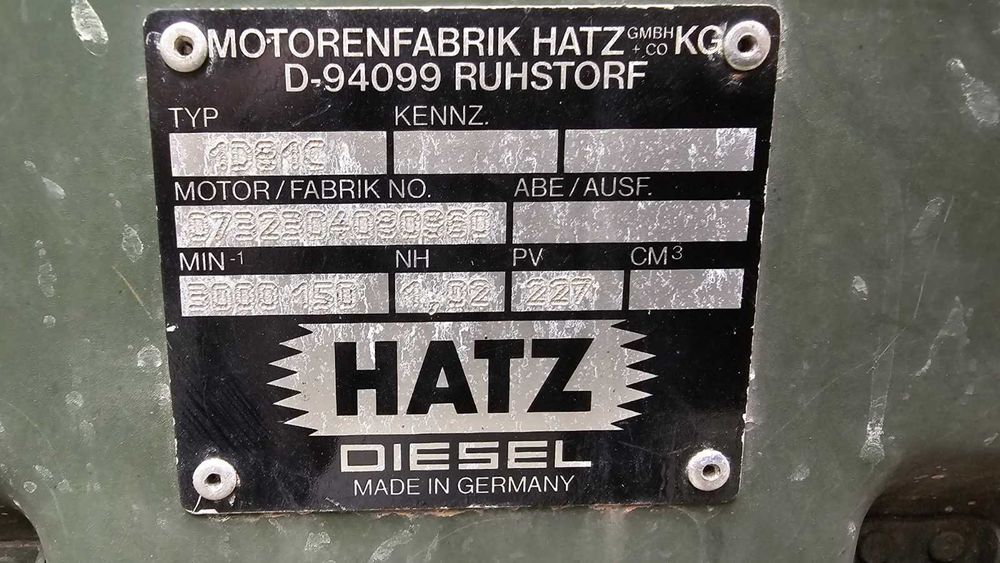 MOTORENFABRIK HATZ GMBH + CO KG
D-94099 RUHSTORF
TYP KENNZ.
1D81C
MOTOR/FABRIK NO. ABE/AUSF.
MIN-1 NH PV CM3
3000 150 1,02 227
HATZ
DIESEL
MADE IN GERMANY